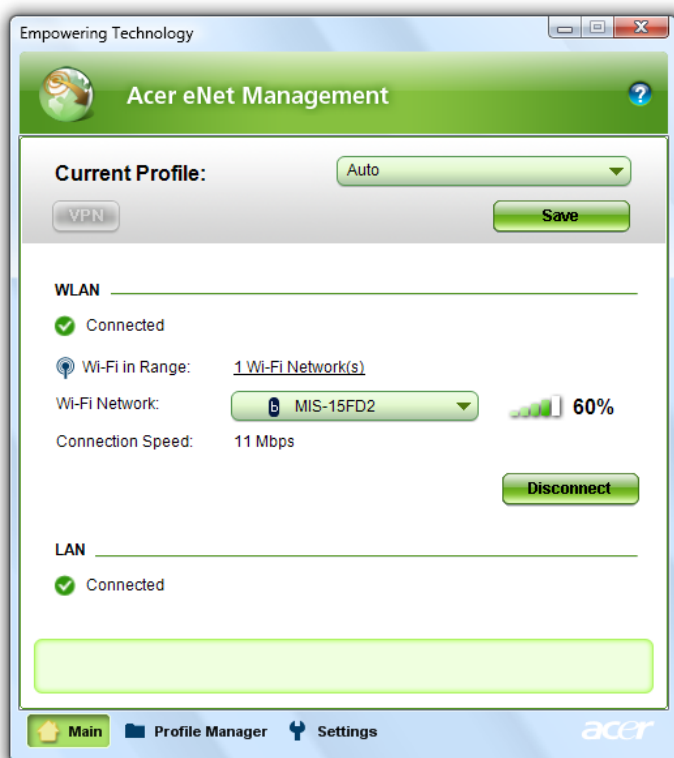 Empowering Technology
Acer eNet Management
?
Current Profile:
Auto
VPN
Save
WLAN
Connected
Wi-Fi in Range:
1 Wi-Fi Network(s)
Wi-Fi Network:
b MIS-15FD2
60%
Connection Speed:
11 Mbps
Disconnect
LAN
Connected
Main
Profile Manager
Settings
acer